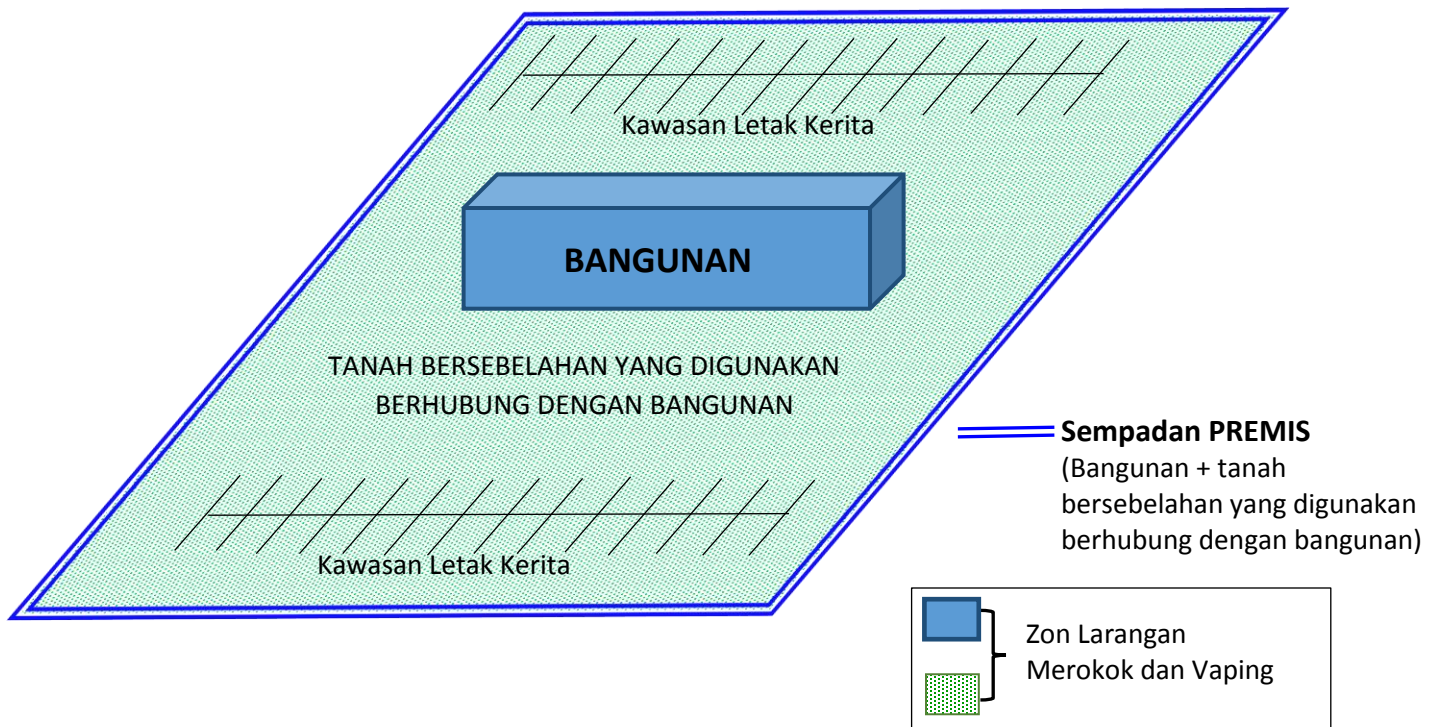 Kawasan Letak Kerita
BANGUNAN
TANAH BERSEBELAHAN YANG DIGUNAKAN
BERHUBUNG DENGAN BANGUNAN
Sempadan PREMIS
(Bangunan + tanah
bersebelahan yang digunakan
berhubung dengan bangunan)
Kawasan Letak Kerita
Zon Larangan
Merokok dan Vaping